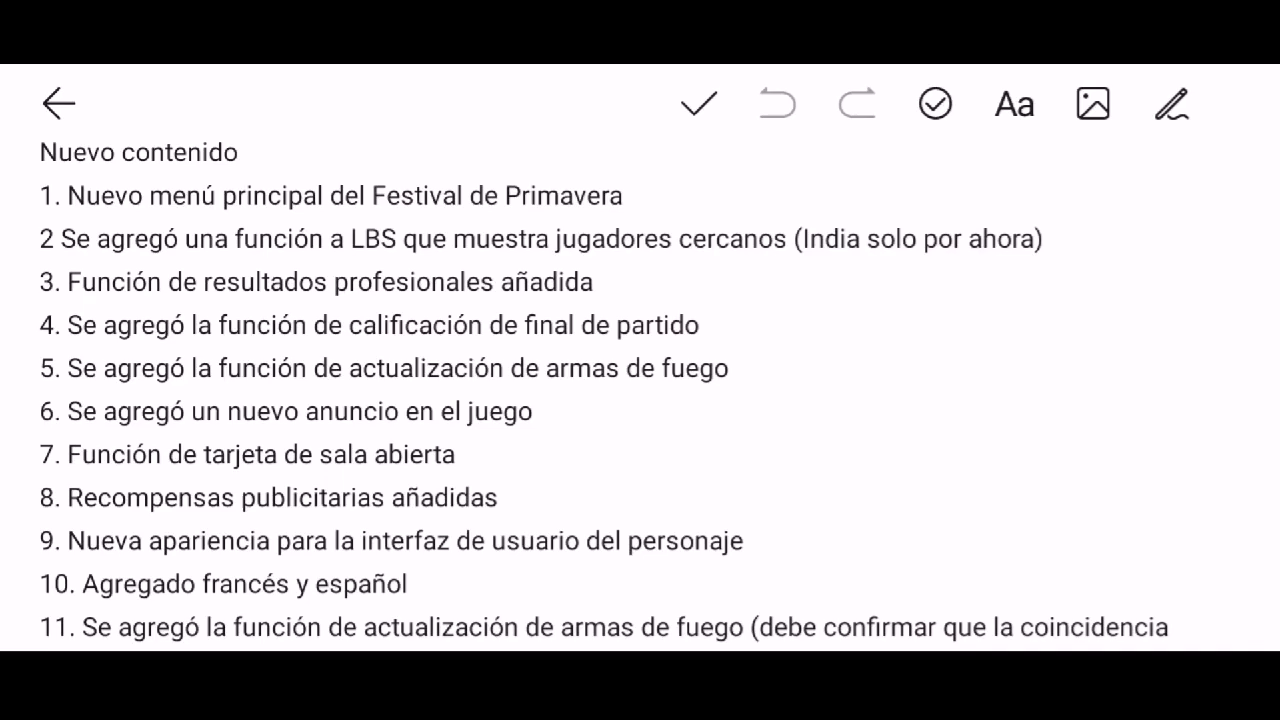 Aa
Nuevo contenido
1. Nuevo menú principal del Festival de Primavera
2 Se agregó una función a LBS que muestra jugadores cercanos (India solo por ahora)
3. Función de resultados profesionales añadida
4. Se agregó la función de calificación de final de partido
5. Se agregó la función de actualización de armas de fuego
6. Se agregó un nuevo anuncio en el juego
7. Función de tarjeta de sala abierta
8. Recompensas publicitarias añadidas
9. Nueva apariencia para la interfaz de usuario del personaje
10. Agregado francés y español
11. Se agregó la función de actualización de armas de fuego (debe confirmar que la coincidencia